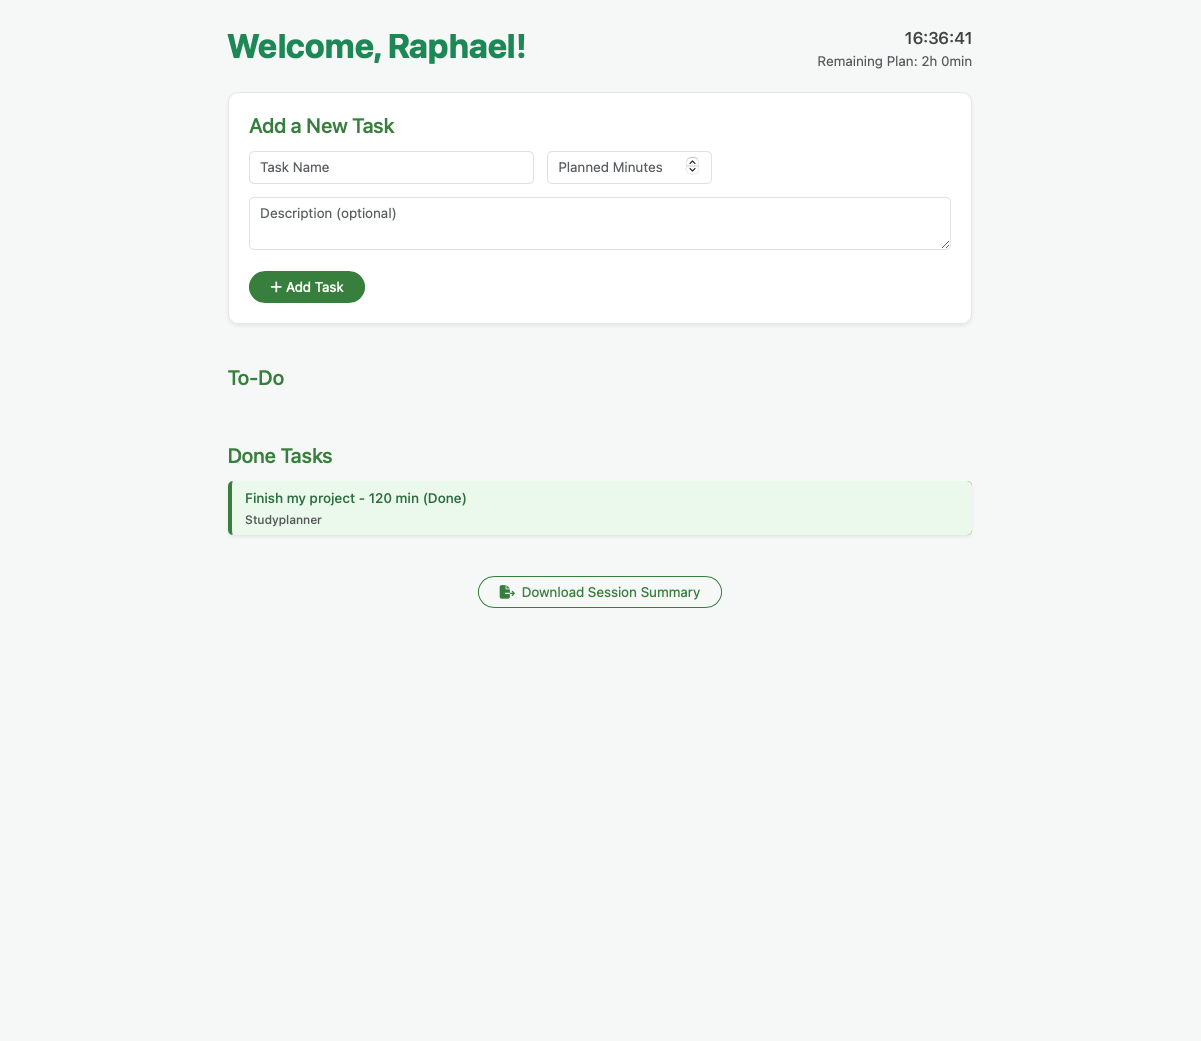 Welcome, Raphael!
16:36:41
Remaining Plan: 2h 0min
Add a New Task
Task Name
Planned Minutes
Description (optional)
+ Add Task
To-Do
Done Tasks
Finish my project - 120 min (Done)
Studyplanner
Download Session Summary